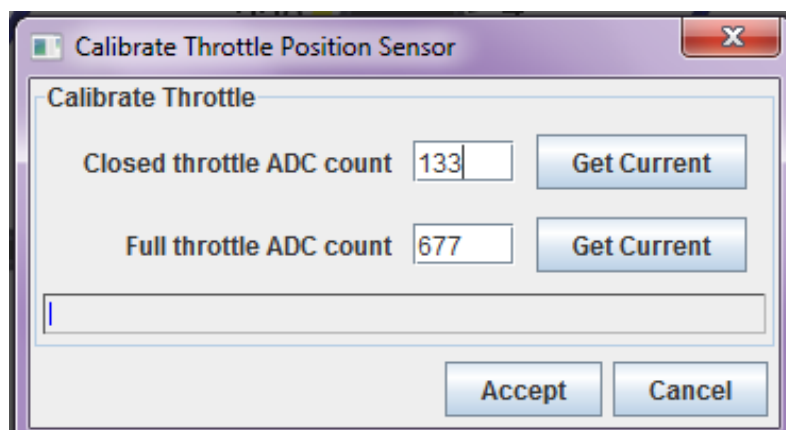 Calibrate Throttle Position Sensor
Calibrate Throttle
Closed throttle ADC count 133 Get Current
Full throttle ADC count 677 Get Current
Accept Cancel